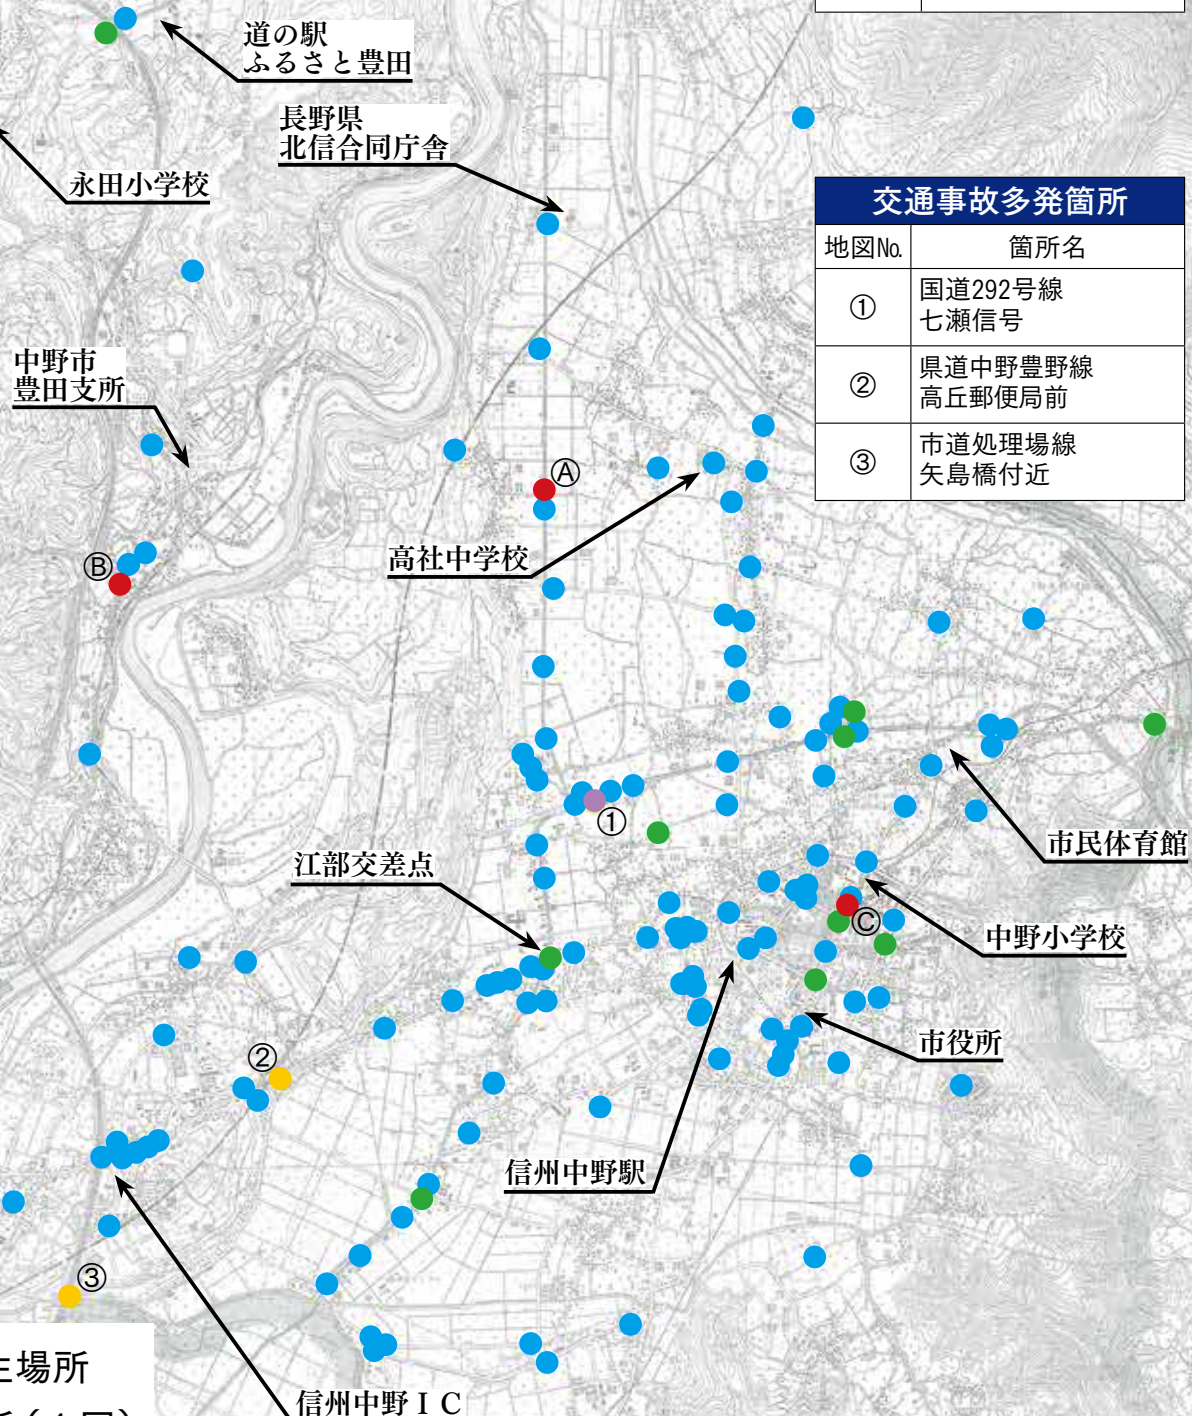 道の駅
ふるさと豊田
長野県
北信合同庁舎
永田小学校
交通事故多発箇所
地図№ 箇所名
① 国道292号線
七瀬信号
② 県道中野豊野線
高丘郵便局前
③ 市道処理場線
矢島橋付近
中野市
豊田支所
Ⓐ
高社中学校
Ⓑ
①
市民体育館
江部交差点
Ⓒ
中野小学校
市役所
②
信州中野駅
③
場所
信州中野ＩＣ